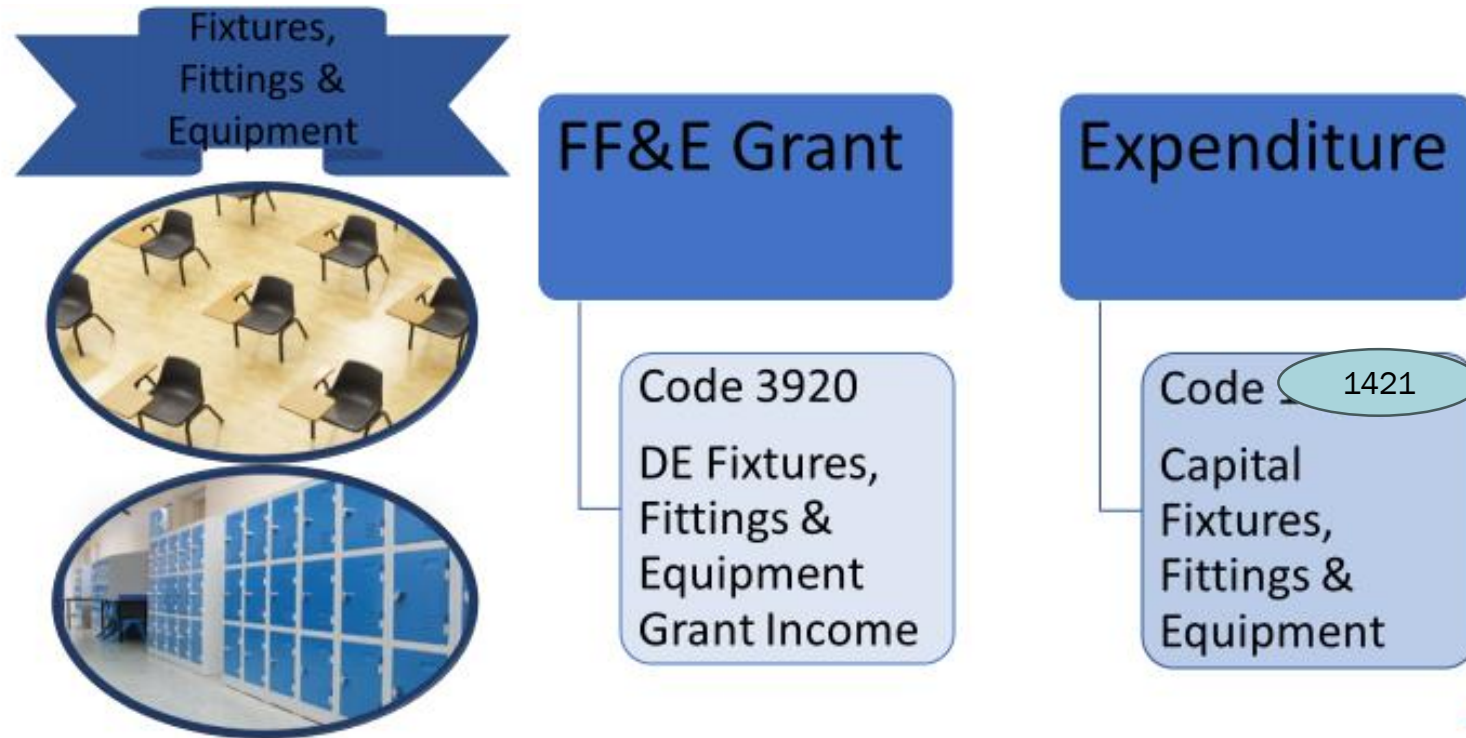 Fixtures,
Fittings &
Equipment
FF&E Grant
Code 3920
DE Fixtures,
Fittings &
Equipment
Grant Income
Expenditure
Code 1421
Capital
Fixtures,
Fittings &
Equipment